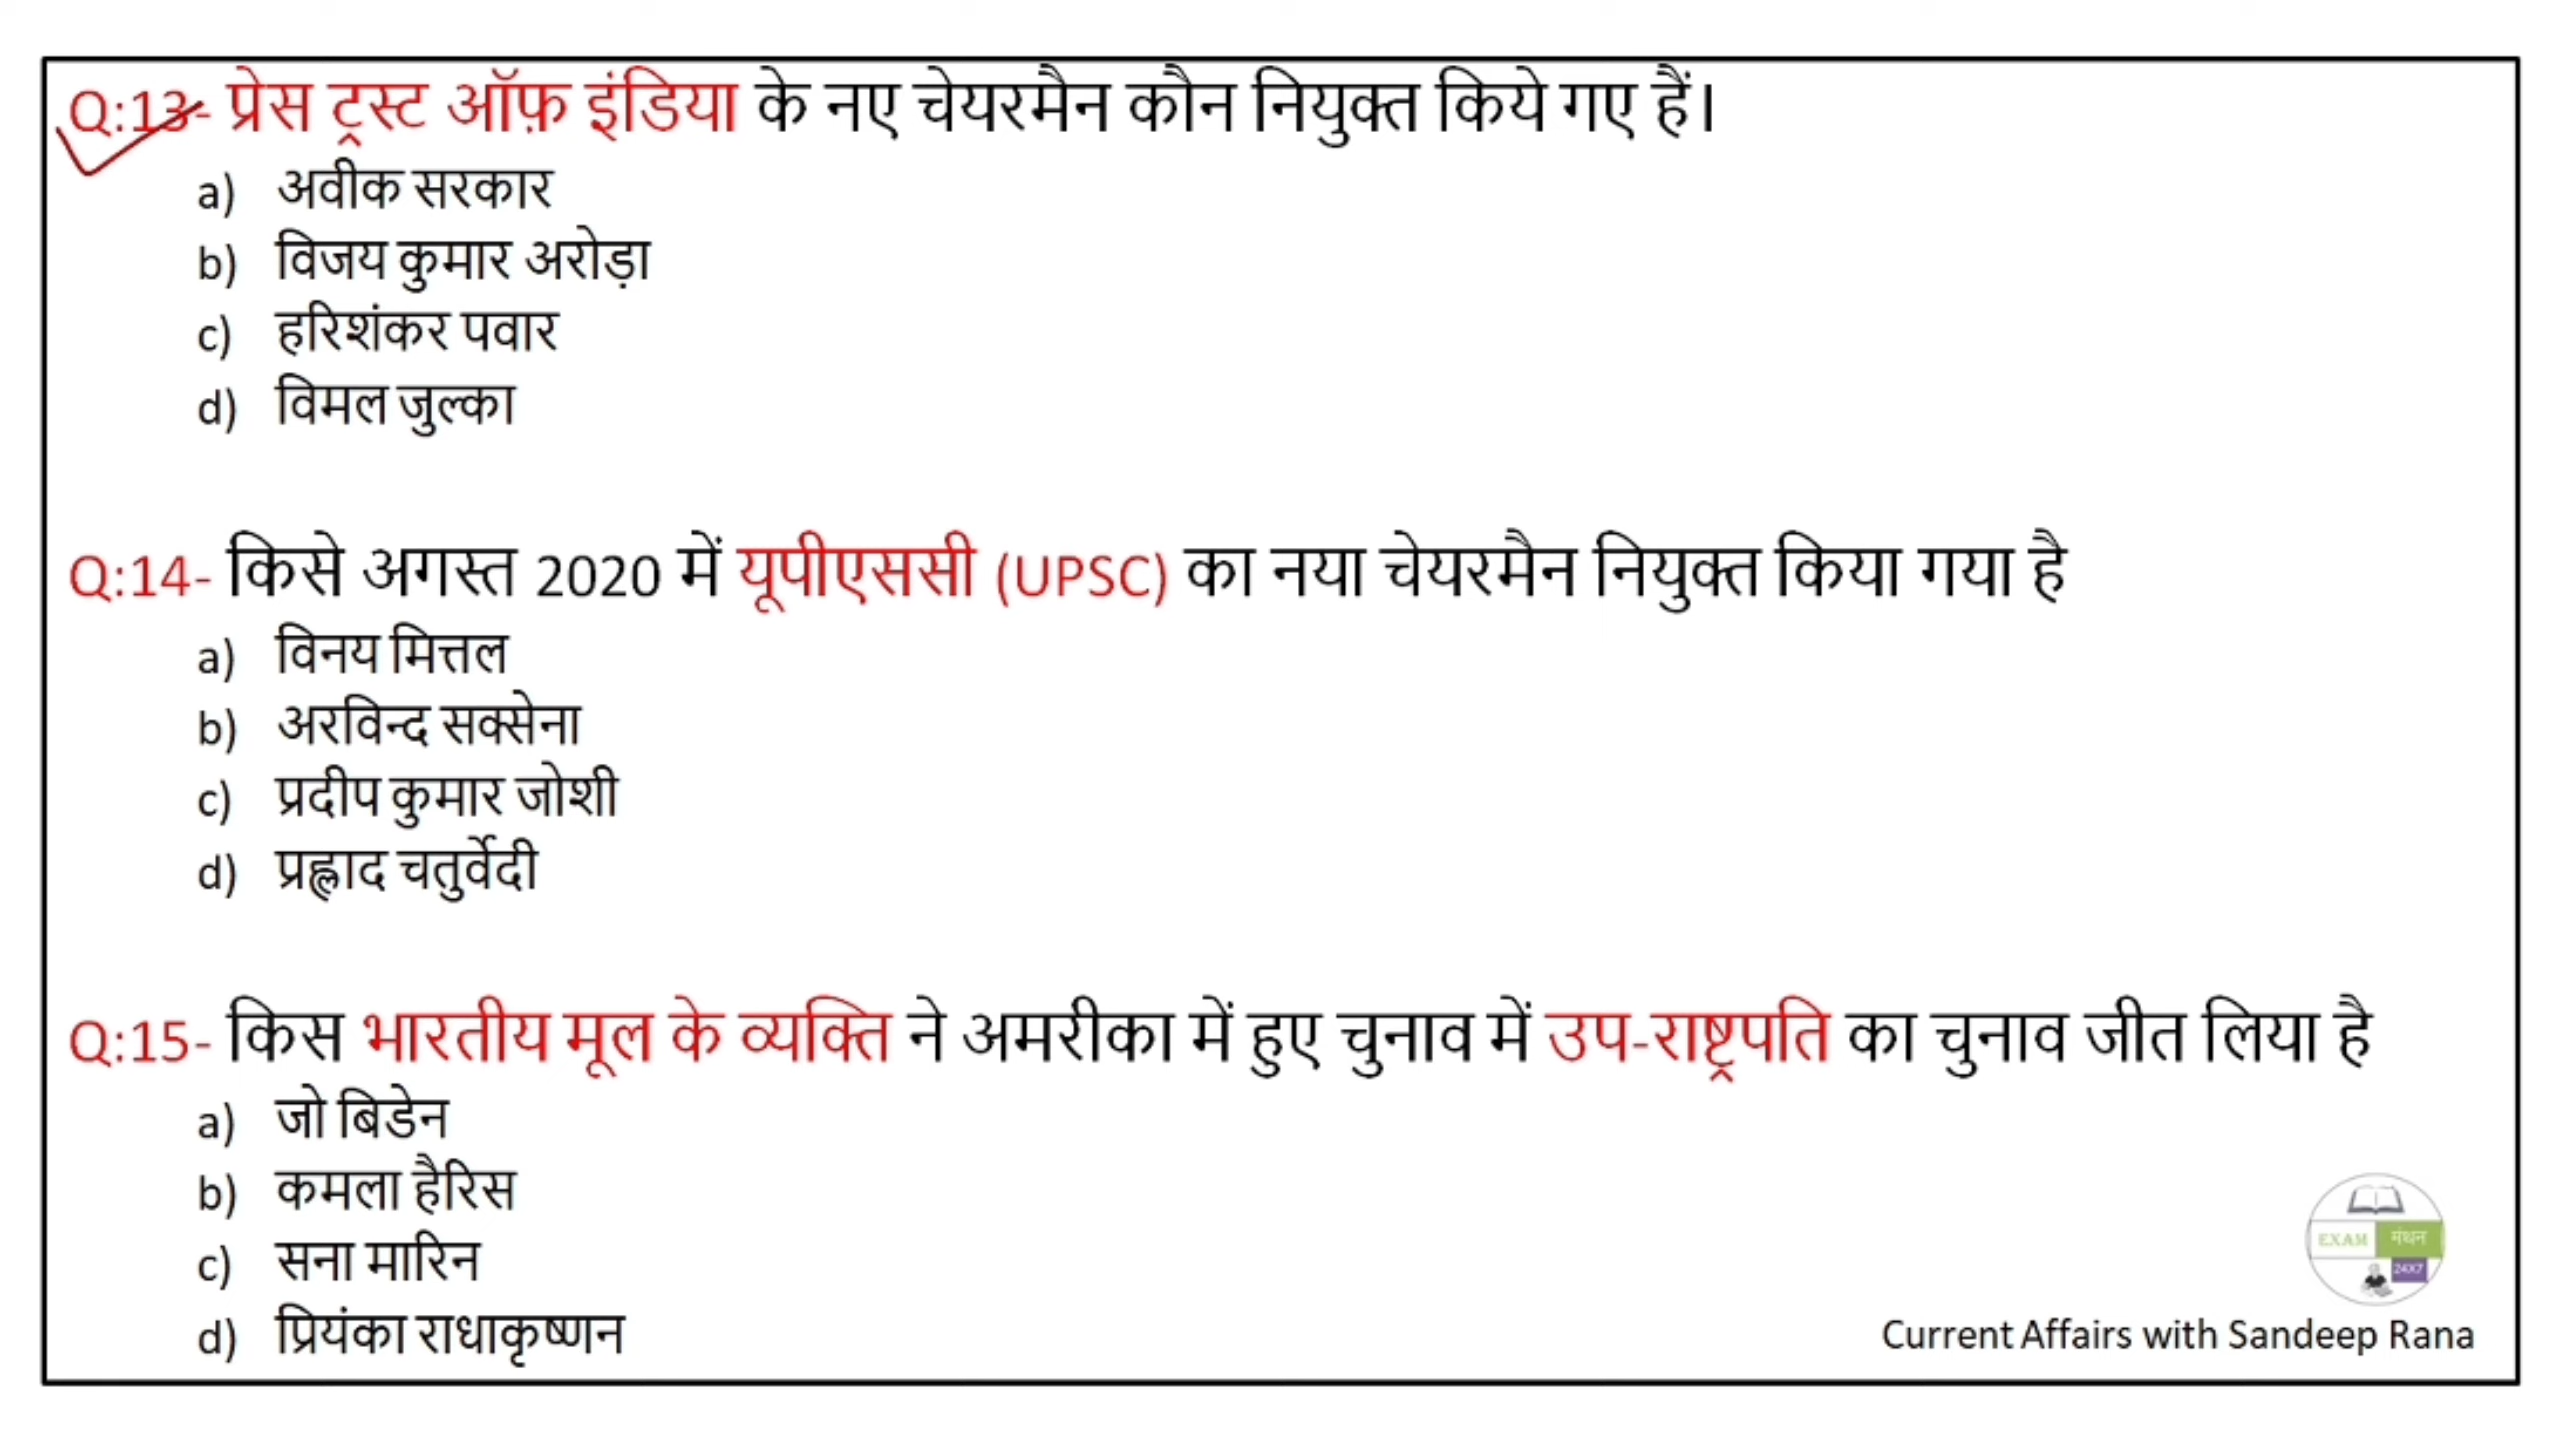 Q:13- प्रेस ट्रस्ट ऑफ़ इंडिया के नए चेयरमैन कौन नियुक्त किये गए हैं।
a) अवीक सरकार
b) विजय कुमार अरोड़ा
c) हरिशंकर पवार
d) विमल जुल्का
Q:14- किसे अगस्त 2020 में यूपीएससी (UPSC) का नया चेयरमैन नियुक्त किया गया है
a) विनय मित्तल
b) अरविन्द सक्सेना
c) प्रदीप कुमार जोशी
d) प्रह्लाद चतुर्वेदी
Q:15- किस भारतीय मूल के व्यक्ति ने अमरीका में हुए चुनाव में उप-राष्ट्रपति का चुनाव जीत लिया है
a) जो बिडेन
b) कमला हैरिस
c) सना मारिन
d) प्रियंका राधाकृष्णन
EXAM मंथन
24X7
Current Affairs with Sandeep Rana